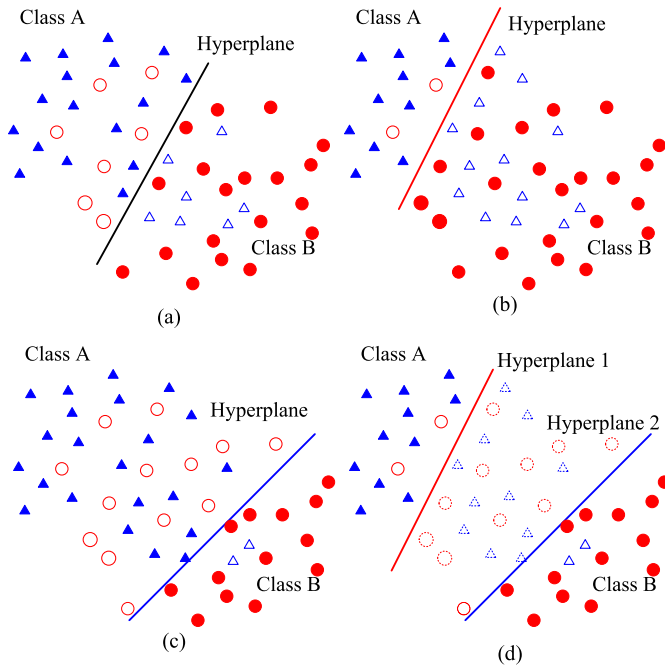 Class A
Hyperplane
Class B
(a)
Class A
Hyperplane
Class B
(b)
Class A
Hyperplane
Class B
(c)
Class A
Hyperplane 1
Hyperplane 2
Class B
(d)